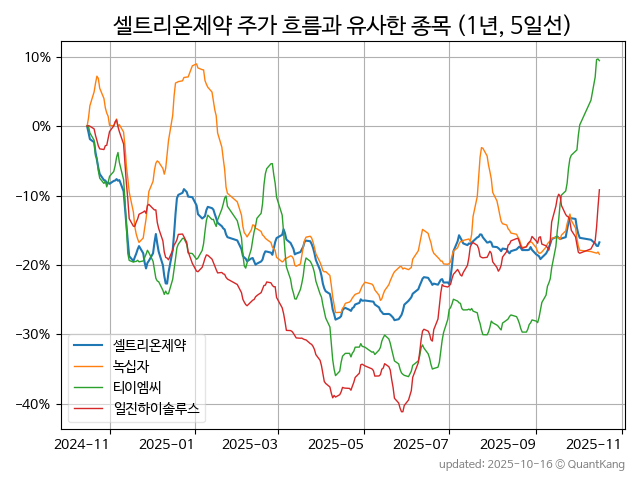 셀트리온제약 주가 흐름과 유사한 종목 (1년, 5일선)
10%
0%
−10%
−20%
−30%
−40%
셀트리온제약
녹십자
티이엠씨
일진하이솔루스
2024-11
2025-01
2025-03
2025-05
2025-07
2025-09
2025-11
updated: 2025-10-16 © QuantKang